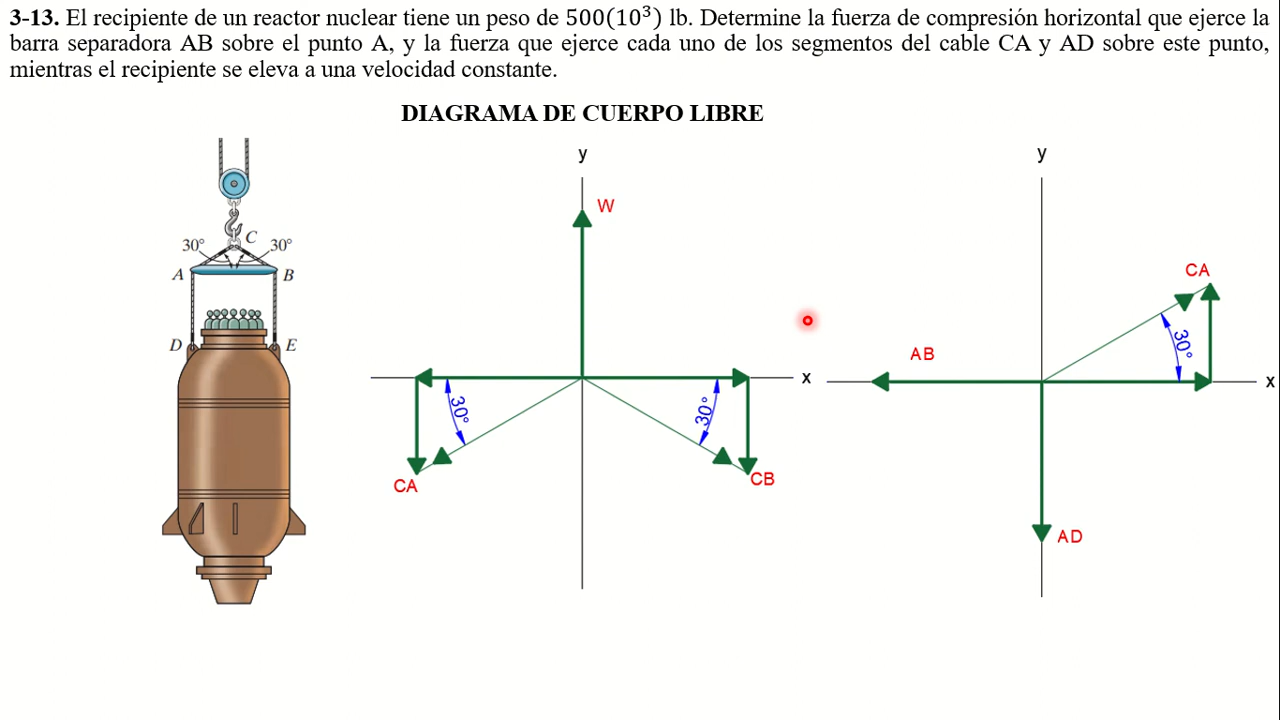 3-13. El recipiente de un reactor nuclear tiene un peso de 500(10³) lb. Determine la fuerza de compresión horizontal que ejerce la
barra separadora AB sobre el punto A, y la fuerza que ejerce cada uno de los segmentos del cable CA y AD sobre este punto,
mientras el recipiente se eleva a una velocidad constante.
DIAGRAMA DE CUERPO LIBRE
30°
C
30°
A
B
D
E
y
W
x
30°
30°
CA
CB
y
CA
30°
AB
x
AD